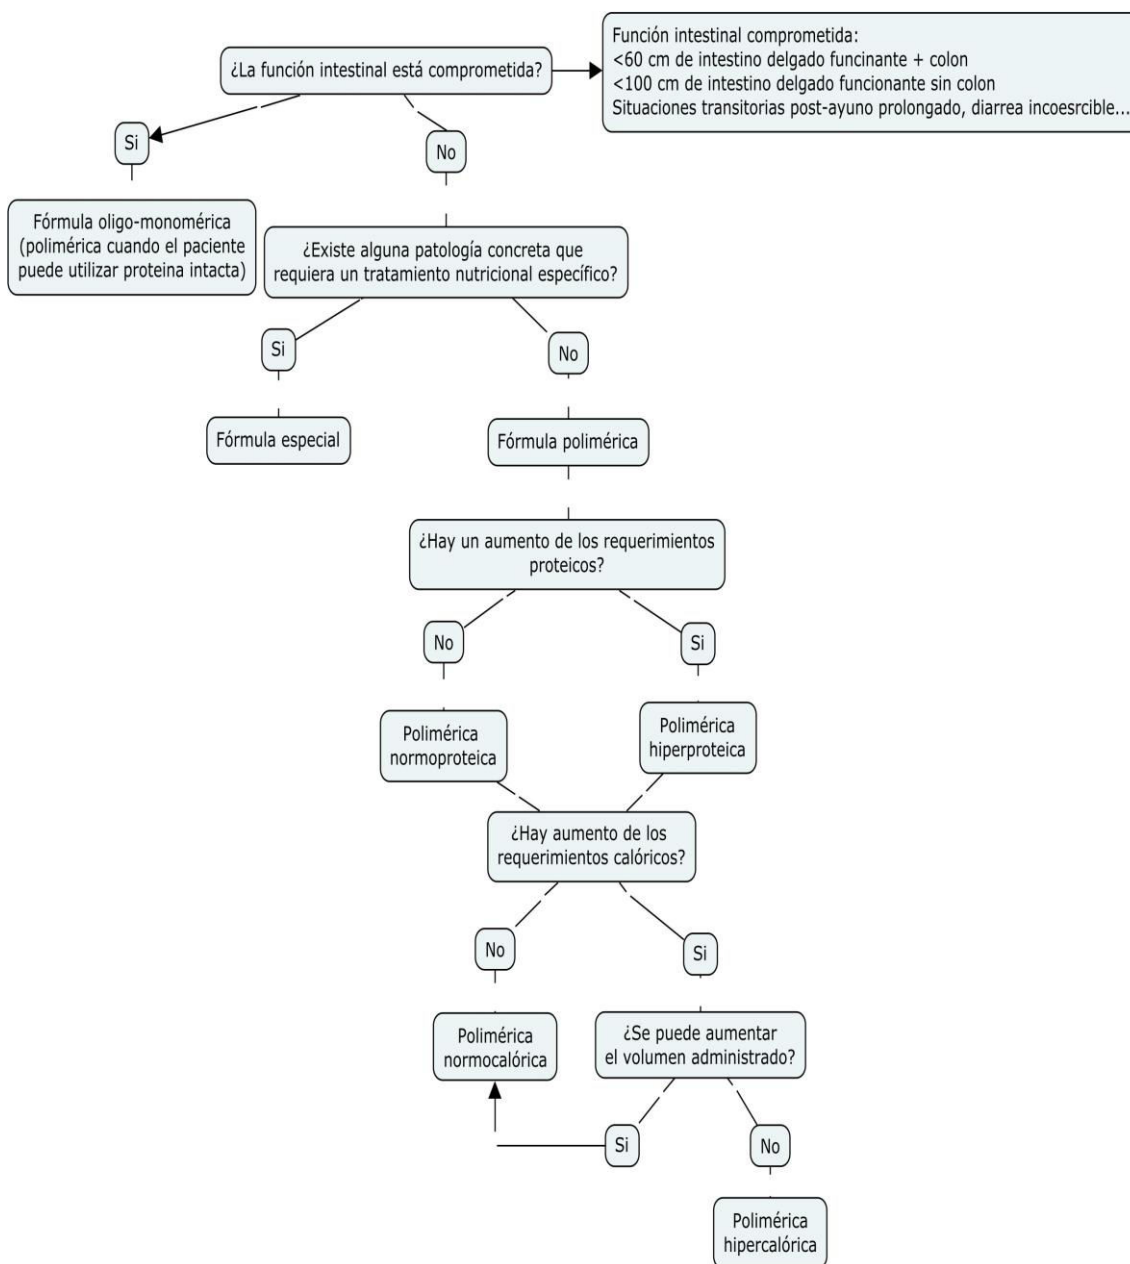 ¿La función intestinal está comprometida?
Función intestinal comprometida:
<60 cm de intestino delgado funcinante + colon
<100 cm de intestino delgado funcionante sin colon
Situaciones transitorias post-ayuno prolongado, diarrea incoesrcible...
Si
No
Fórmula oligo-monomérica
(polimérica cuando el paciente
puede utilizar proteina intacta)
¿Existe alguna patología concreta que
requiera un tratamiento nutricional específico?
Si
No
Fórmula especial
Fórmula polimérica
¿Hay un aumento de los requerimientos
proteicos?
No
Si
Polimérica
normoproteica
Polimérica
hiperproteica
¿Hay aumento de los
requerimientos calóricos?
No
Si
Polimérica
normocalórica
¿Se puede aumentar
el volumen administrado?
Si
No
Polimérica
hipercalórica